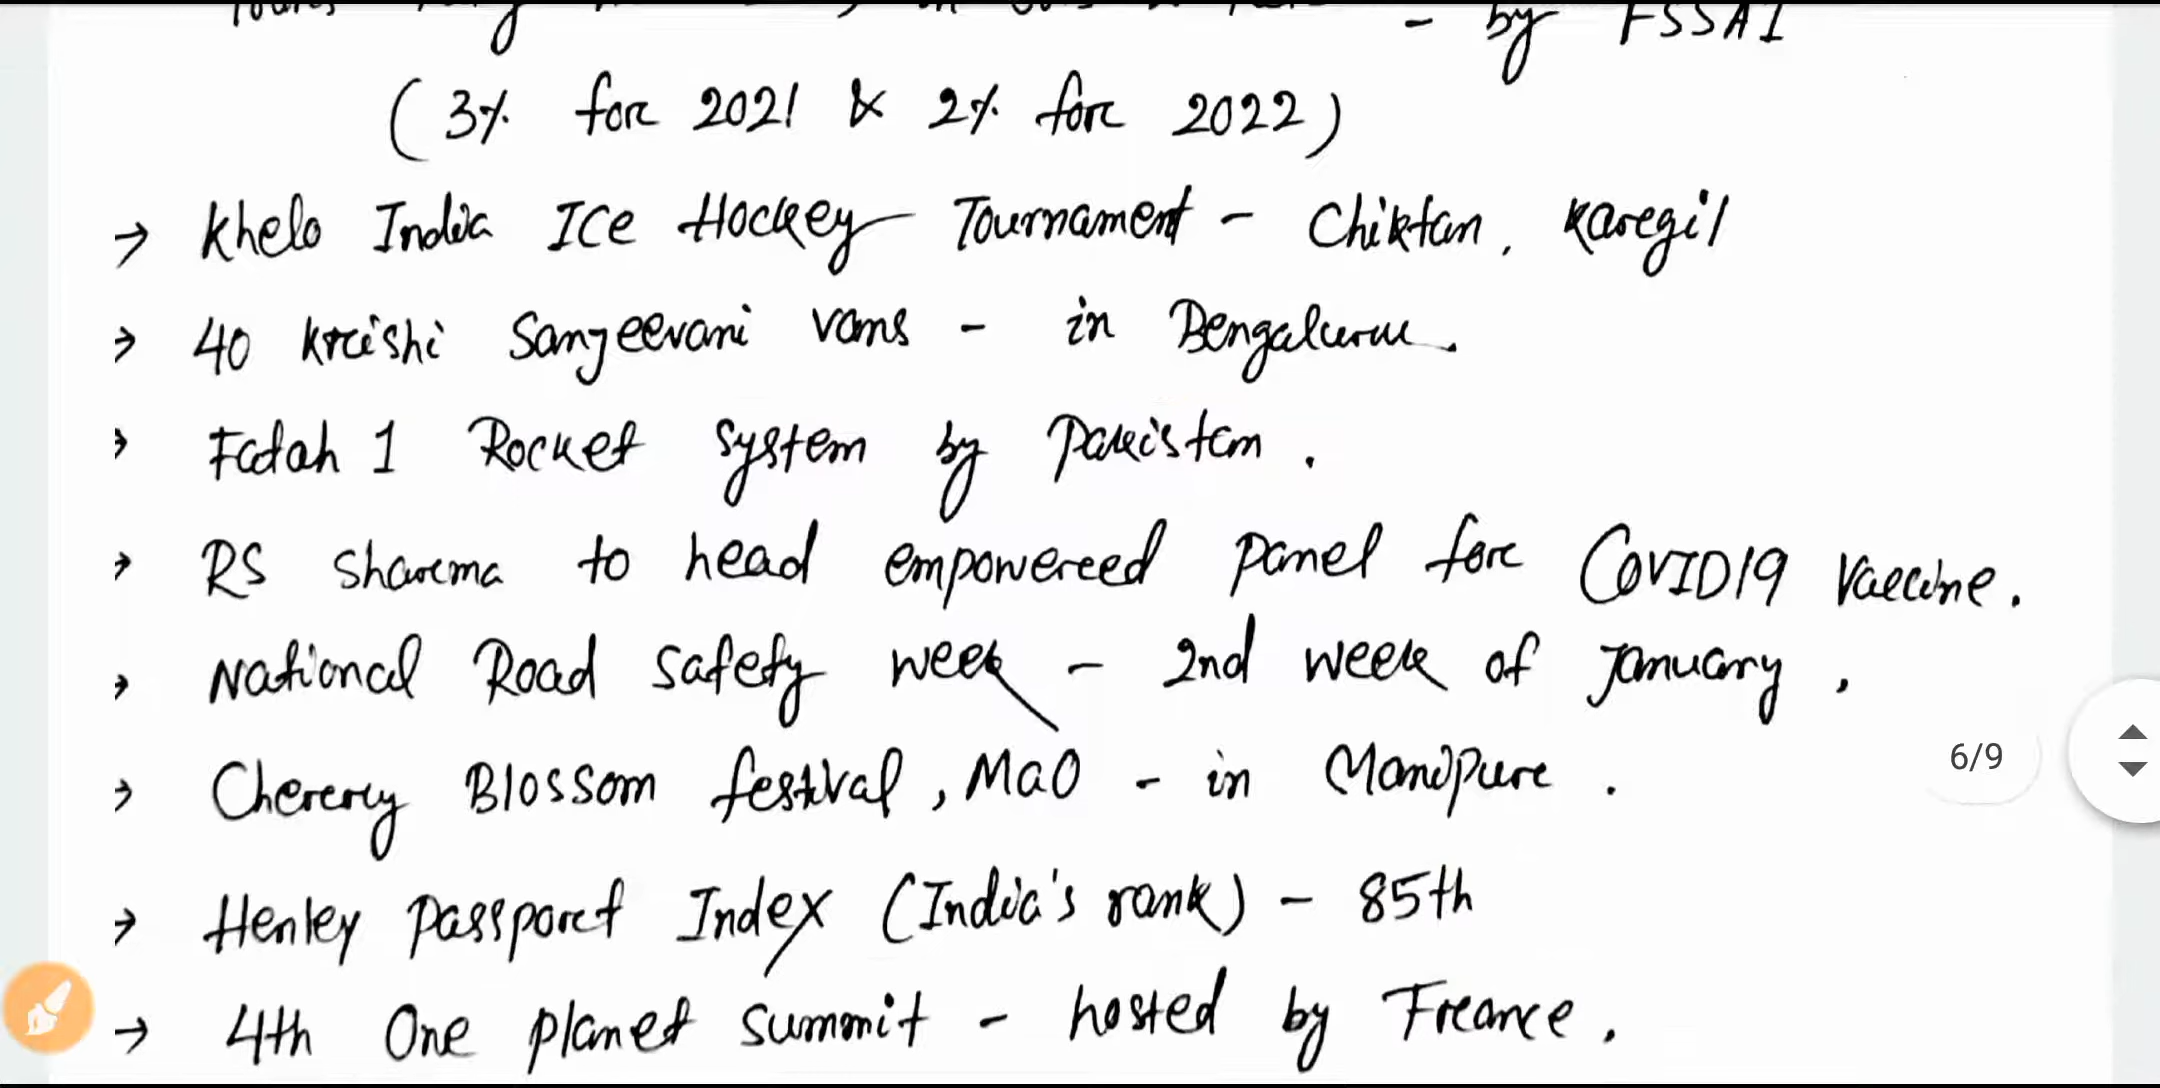 - by FSSAI
(3% for 2021 & 2% for 2022)
→ Khelo India Ice Hockey Tournament - Chiktan, Kargil
→ 40 Krishi Sanjeevani vans - in Bengaluru.
→ Fatah 1 Rocket system by Pakistan.
→ RS Sharma to head empowered panel for COVID19 Vaccine.
→ National Road Safety week - 2nd week of January.
→ Cherry Blossom festival, Mao - in Manipur.
→ Henley Passport Index (India's rank) - 85th
→ 4th One planet summit - hosted by France.
6/9